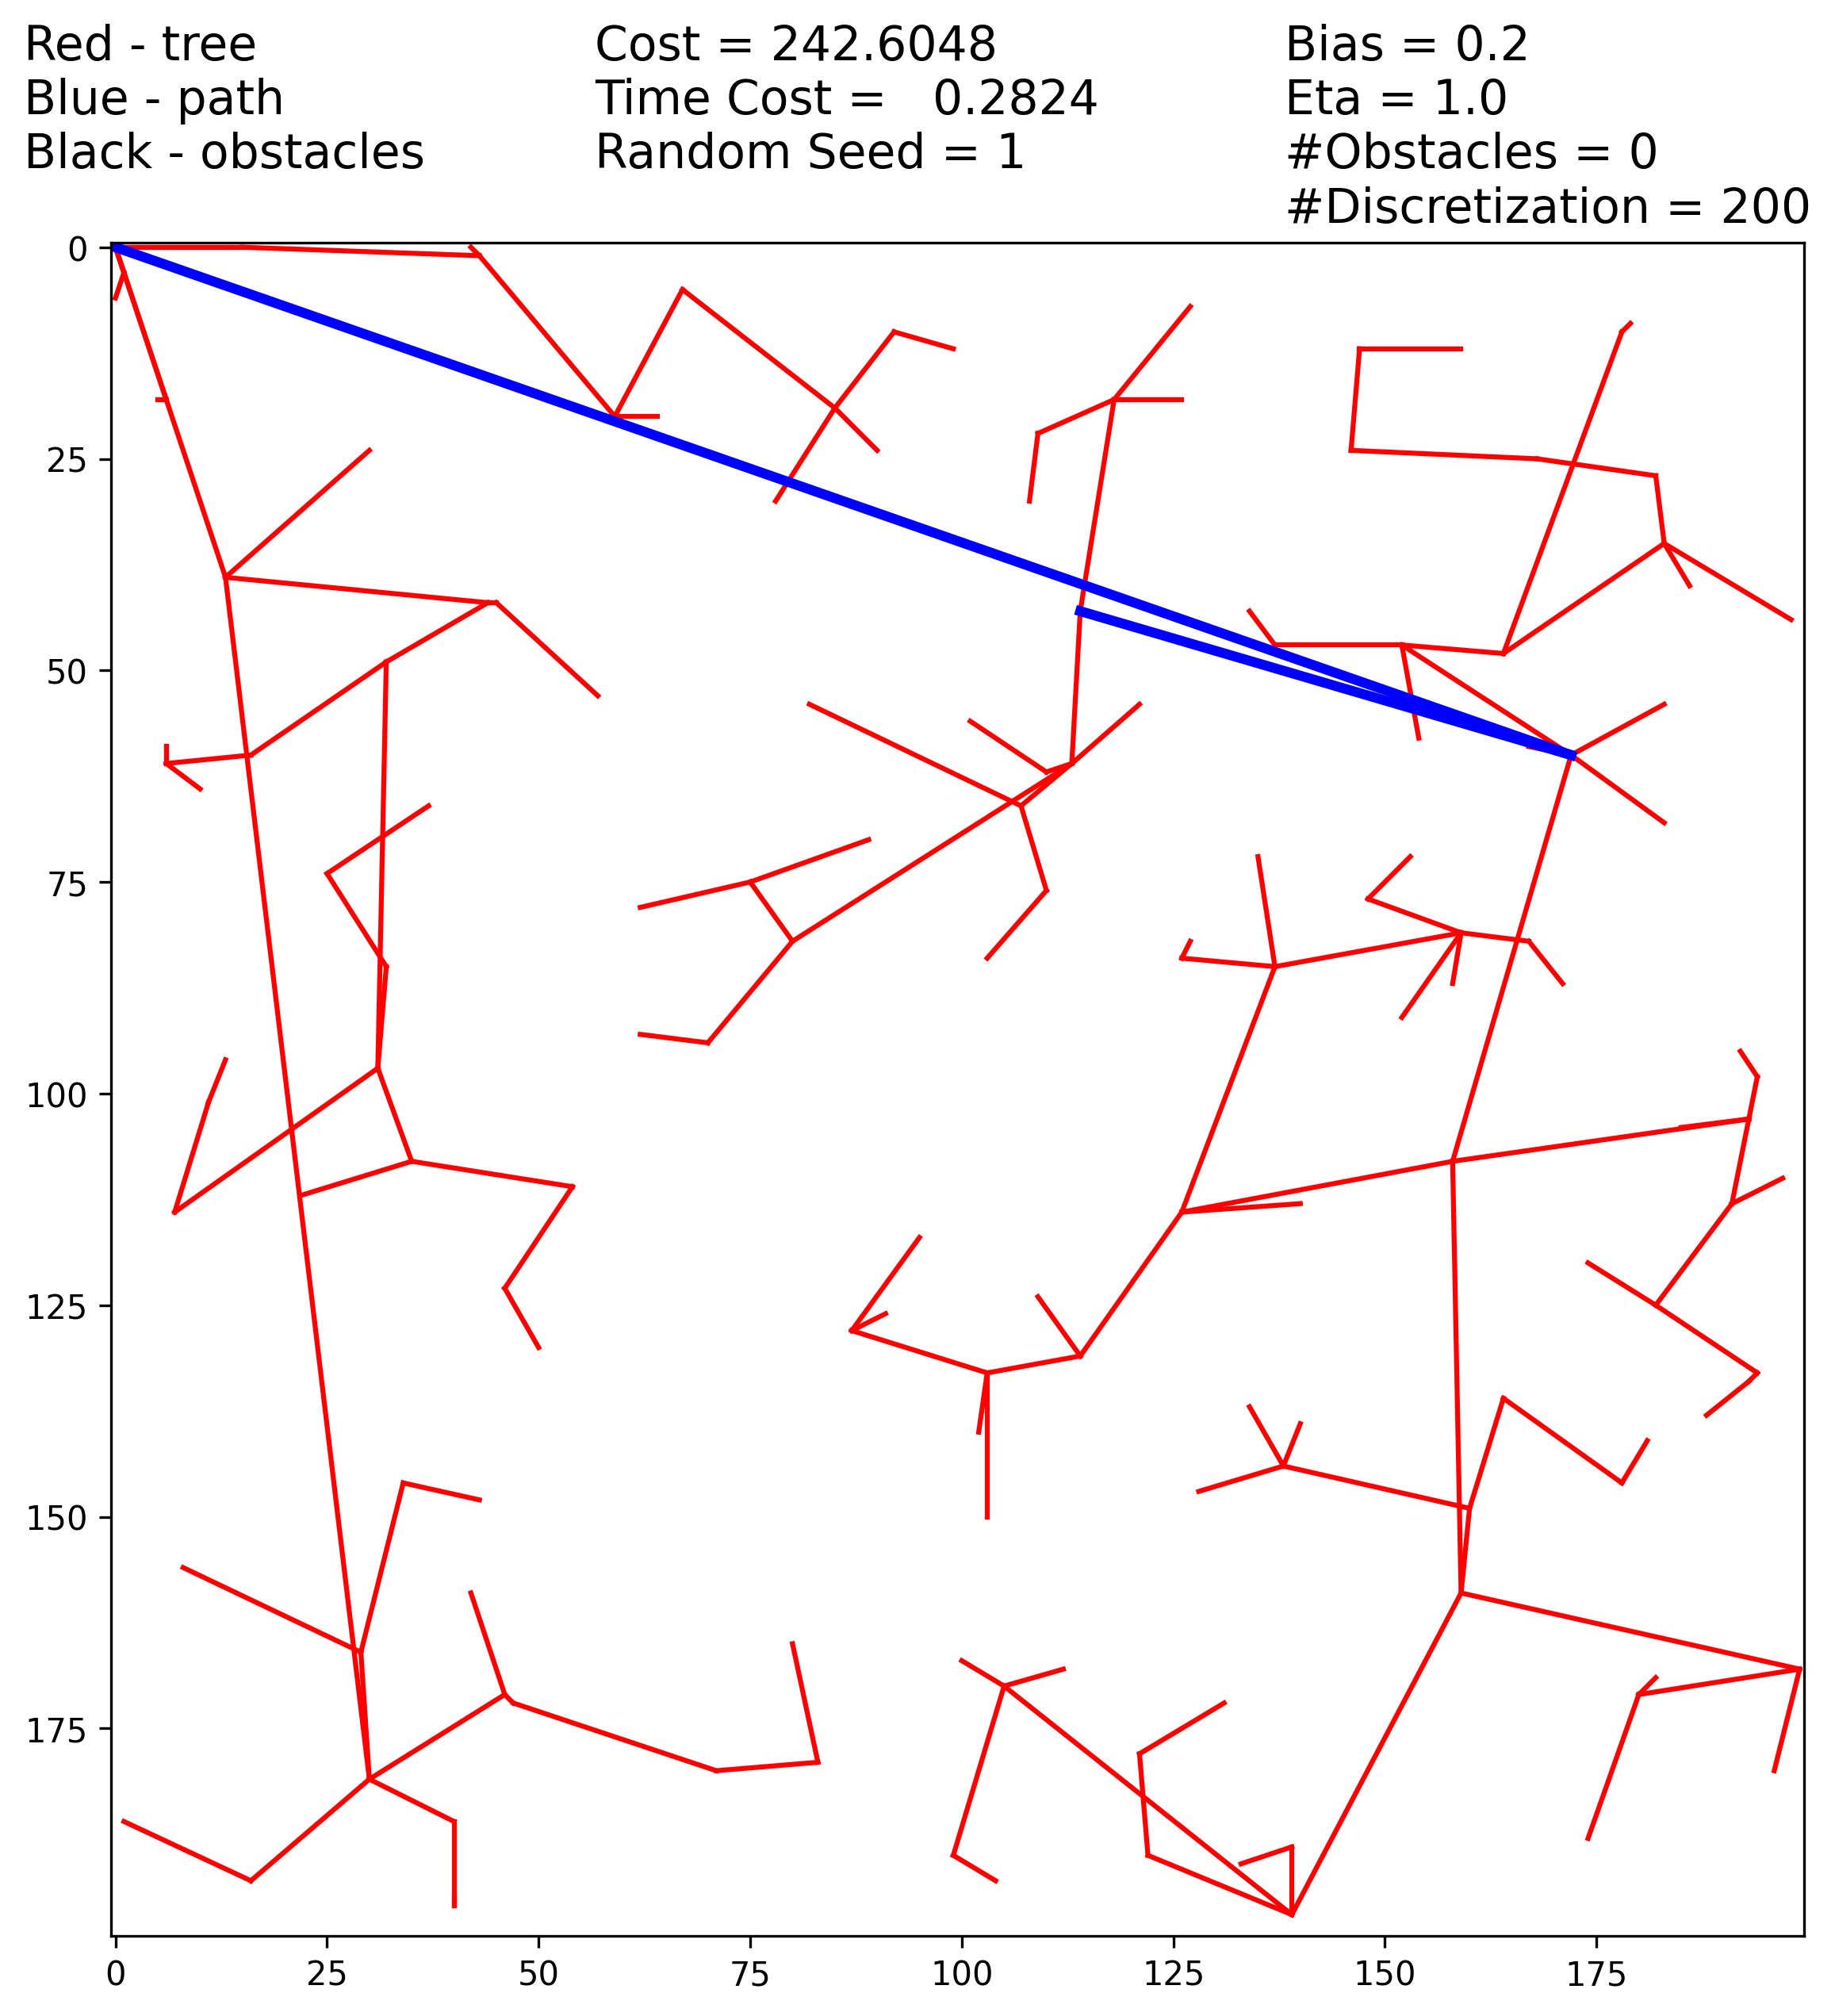 Red - tree
Blue - path
Black - obstacles
Cost = 242.6048
Time Cost = 0.2824
Random Seed = 1
Bias = 0.2
Eta = 1.0
#Obstacles = 0
#Discretization = 200
0
25
50
75
100
125
150
175
0
25
50
75
100
125
150
175